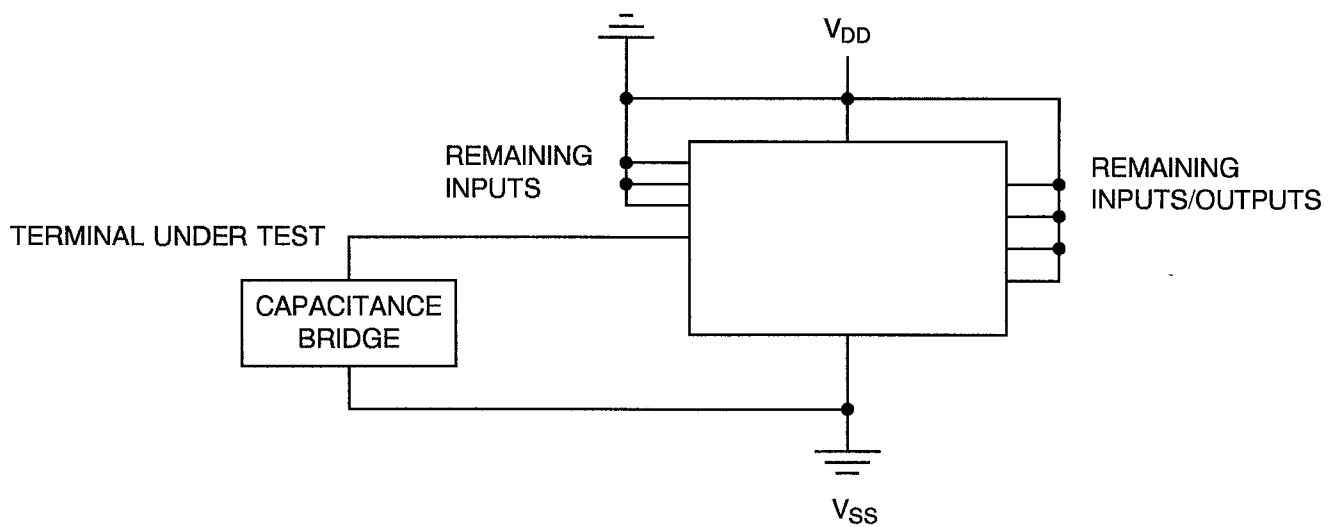 V_DD
REMAINING
INPUTS
REMAINING
INPUTS/OUTPUTS
TERMINAL UNDER TEST
CAPACITANCE
BRIDGE
V_SS